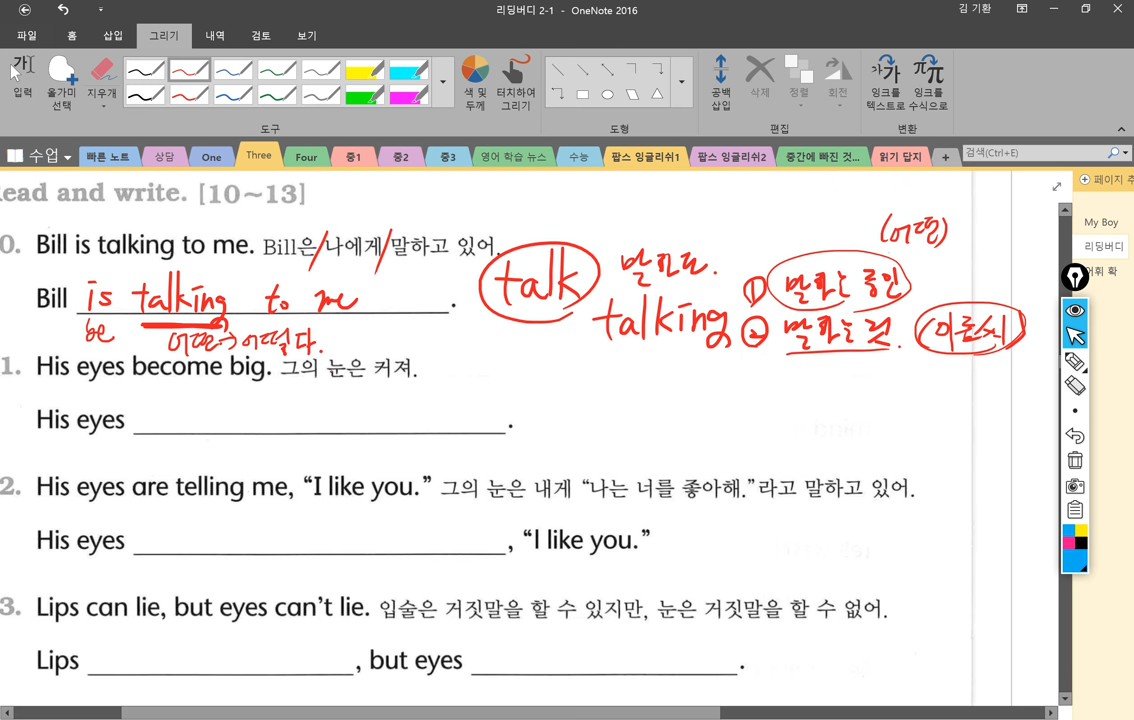 리딩버디 2-1 - OneNote 2016
김 기환
파일 홈 삽입 그리기 내역 검토 보기
입력 올가미 선택 지우개 색 및 두께 터치하여 그리기 공백 삽입 삭제 정렬 회전 잉크를 텍스트로 잉크를 수식으로
도구 도형 편집 변환
수업 빠른 노트 상담 One Three Four 중1 중2 중3 영어 학습 뉴스 수능 팝스 잉글리쉬1 팝스 잉글리쉬2 중간에 빠진 것... 읽기 답지 + 검색(Ctrl+E)
ead and write. [10~13]
페이지 추
My Boy
리딩버디
어휘 확
0. Bill is talking to me. Bill은/나에게/말하고 있어.
(어떤)
talk 말하다.
① 말하는 중인
Bill is talking to me.
talking ② 말하는 것. (이름/씨)
be 어떤→어떻다.
1. His eyes become big. 그의 눈은 커져.
His eyes .
2. His eyes are telling me, “I like you.” 그의 눈은 내게 “나는 너를 좋아해.”라고 말하고 있어.
His eyes , “I like you.”
3. Lips can lie, but eyes can’t lie. 입술은 거짓말을 할 수 있지만, 눈은 거짓말을 할 수 없어.
Lips , but eyes .